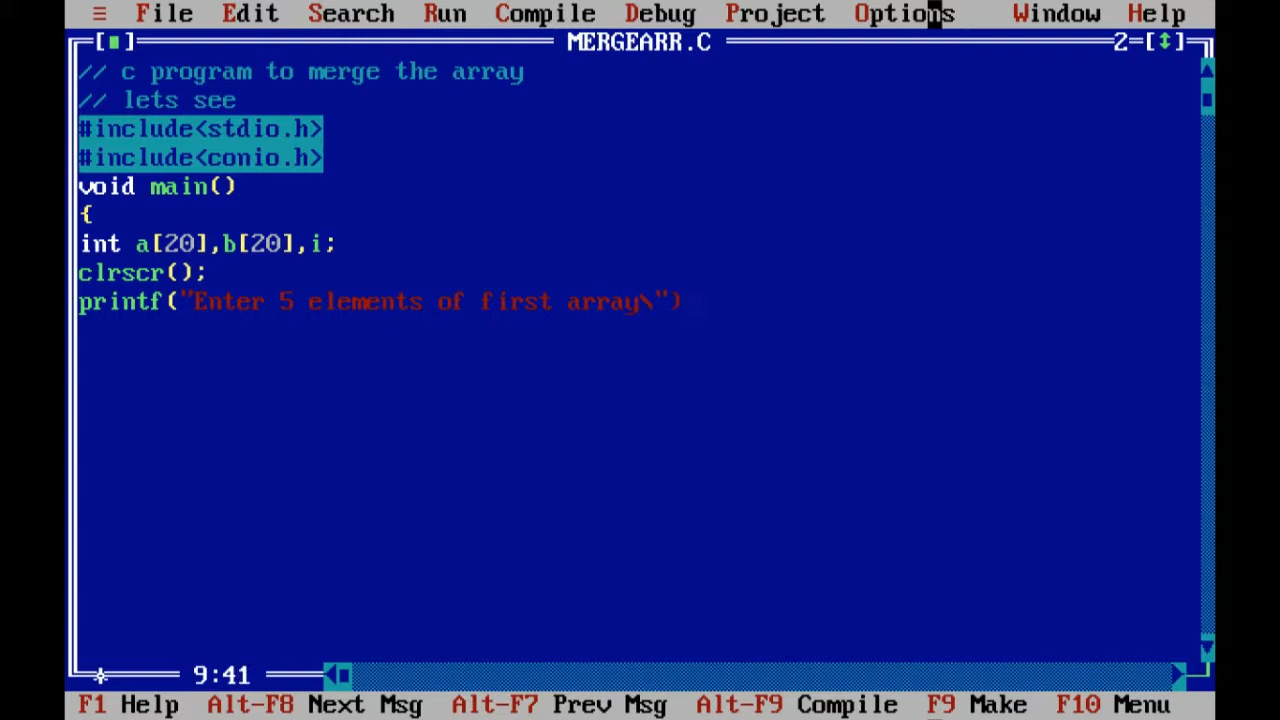 ≡ File Edit Search Run Compile Debug Project Options Window Help
[■] MERGEARR.C 2=[↕]
// c program to merge the array
// lets see
#include<stdio.h>
#include<conio.h>
void main()
{
int a[20],b[20],i;
clrscr();
printf("Enter 5 elements of first array\")
9:41
F1 Help Alt-F8 Next Msg Alt-F7 Prev Msg Alt-F9 Compile F9 Make F10 Menu